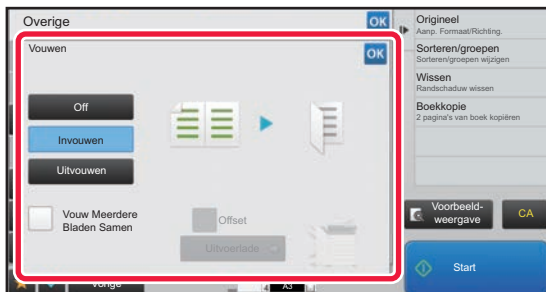 Overige
OK
Vouwen
OK
Off
Invouwen
Uitvouwen
Vouw Meerdere
Bladen Samen
Offset
Uitvoerlade
Vorige
4
A3
Origineel
Aanp. Formaat/Richting.
Sorteren/groepen
Sorteren/groepen wijzigen
Wissen
Randschaduw wissen
Boekkopie
2 pagina's van boek kopiëren
Voorbeeld-
weergave
CA
Start